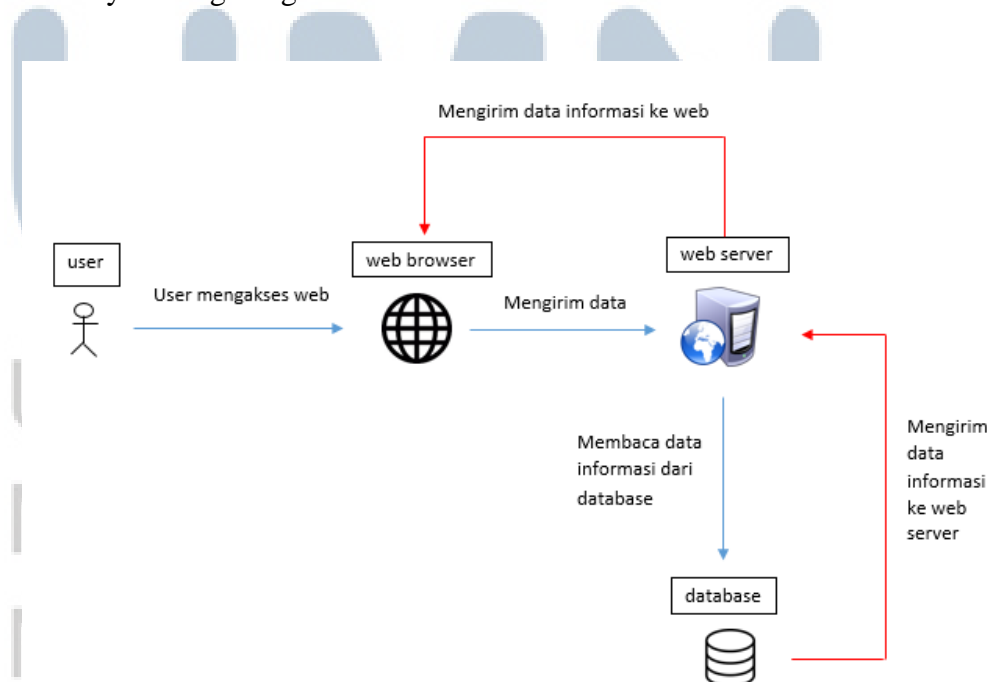 Mengirim data informasi ke web
user
web browser
web server
User mengakses web
Mengirim data
Membaca data
informasi dari
database
Mengirim
data
informasi
ke web
server
database